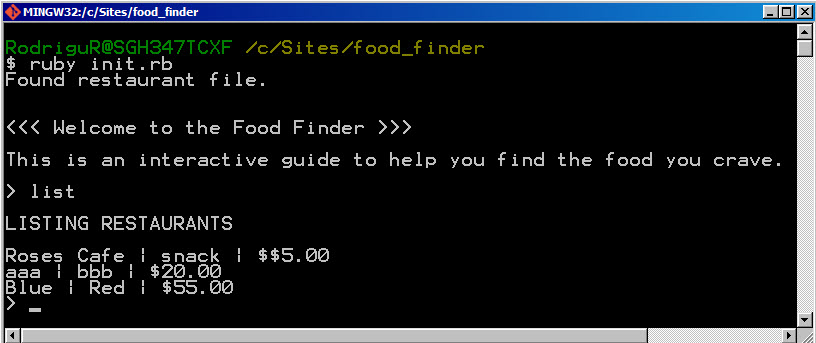 MINGW32:/c/Sites/food_finder
RodriguR@SGH347TCXF /c/Sites/food_finder
$ ruby init.rb
Found restaurant file.
<<< Welcome to the Food Finder >>>
This is an interactive guide to help you find the food you crave.
> list
LISTING RESTAURANTS
Roses Cafe | snack | $$5.00
aaa | bbb | $20.00
Blue | Red | $55.00
> _